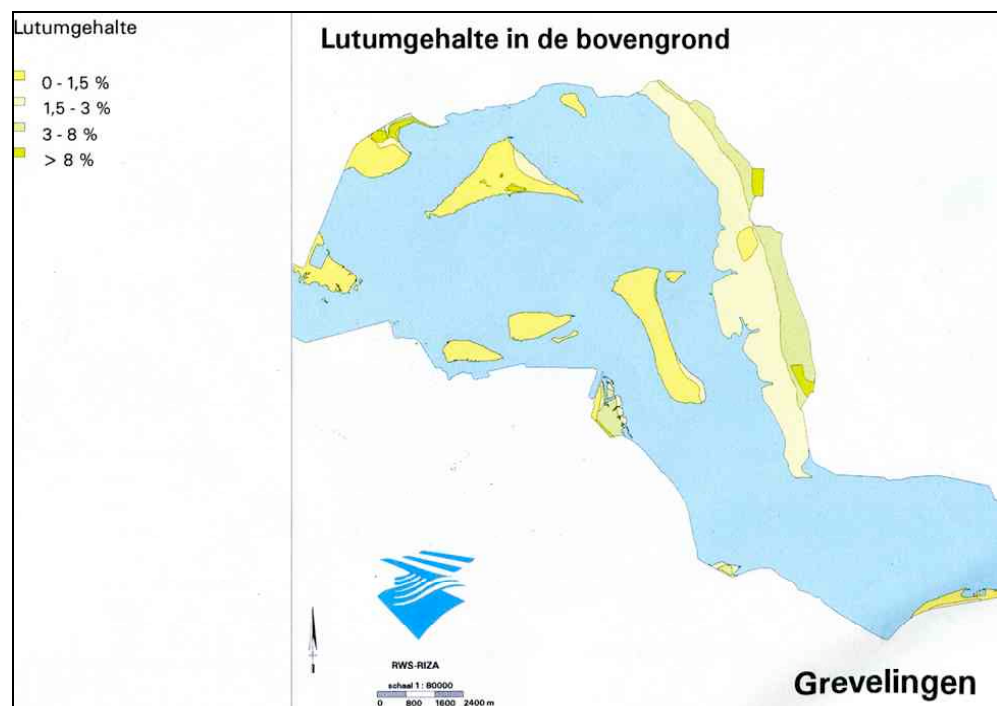 Lutumgehalte
0 - 1,5 %
1,5 - 3 %
3 - 8 %
> 8 %
Lutumgehalte in de bovengrond
RWS-RIZA
schaal 1 : 80000
0 800 1600 2400 m
Grevelingen